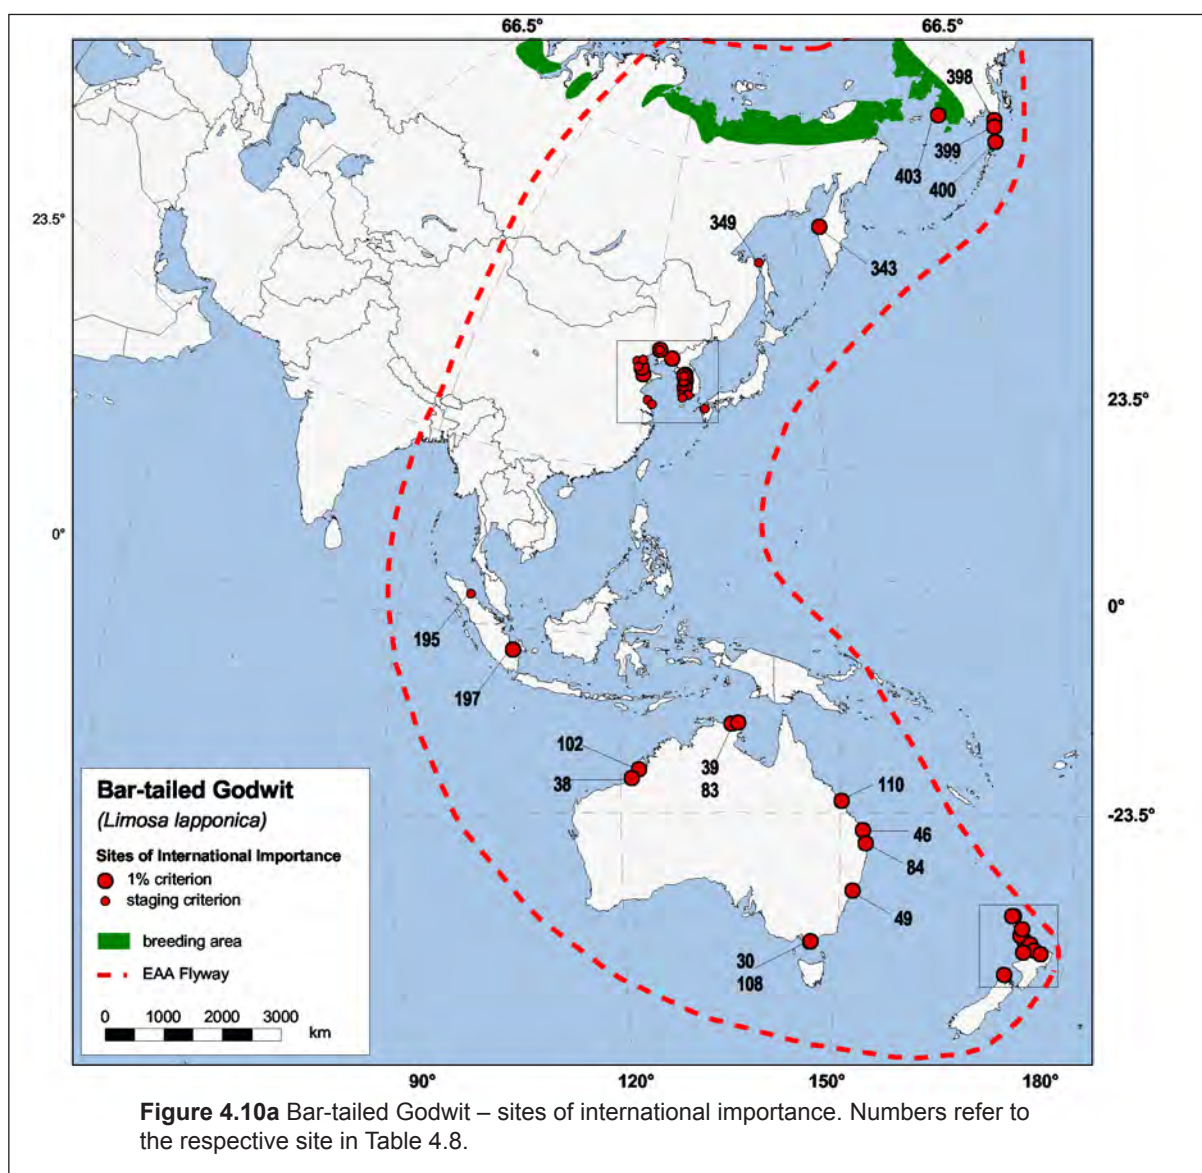 66.5°
66.5°
398
399
403
400
23.5°
349
343
23.5°
0°
0°
195
197
102
38
39
83
110
-23.5°
46
84
49
30
108
Bar-tailed Godwit
(Limosa lapponica)
Sites of International Importance
1% criterion
staging criterion
breeding area
EAA Flyway
0 1000 2000 3000
km
90°
120°
150°
180°
Figure 4.10a Bar-tailed Godwit – sites of international importance. Numbers refer to
the respective site in Table 4.8.